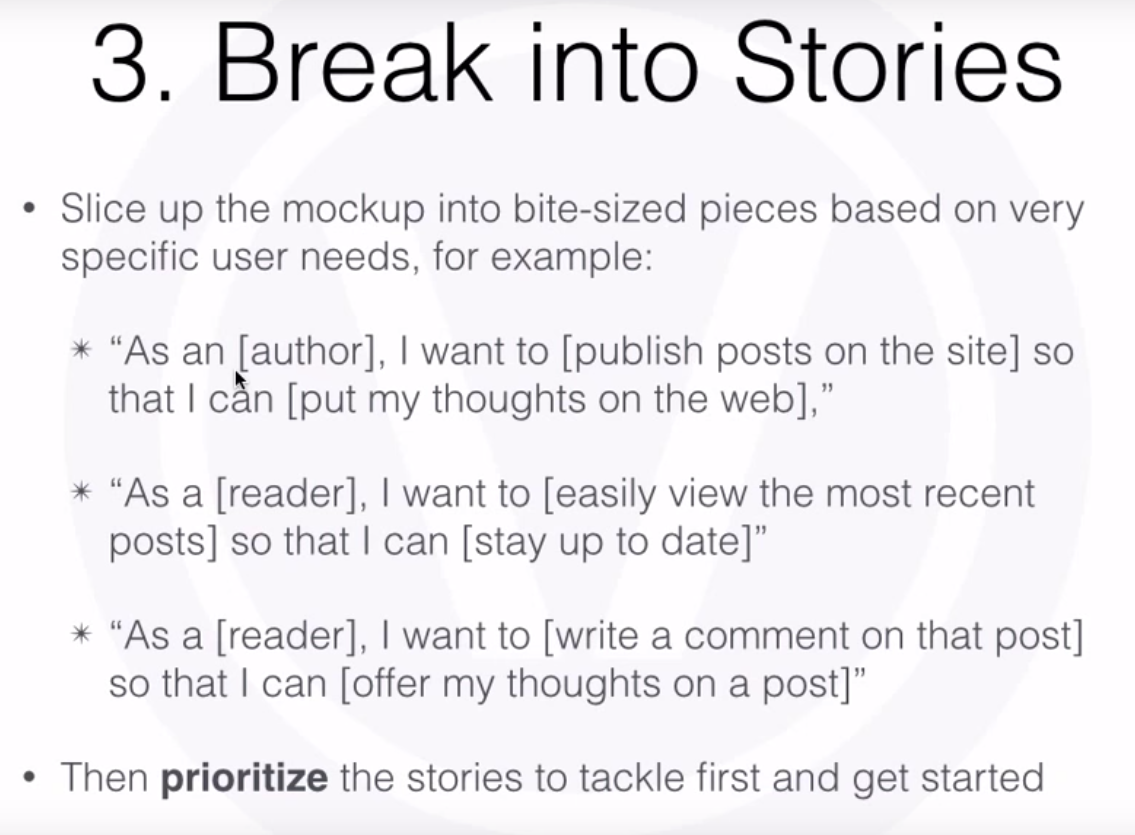 3. Break into Stories
• Slice up the mockup into bite-sized pieces based on very
specific user needs, for example:
✴ “As an [author], I want to [publish posts on the site] so
that I can [put my thoughts on the web],”
✴ “As a [reader], I want to [easily view the most recent
posts] so that I can [stay up to date]”
✴ “As a [reader], I want to [write a comment on that post]
so that I can [offer my thoughts on a post]”
• Then prioritize the stories to tackle first and get started